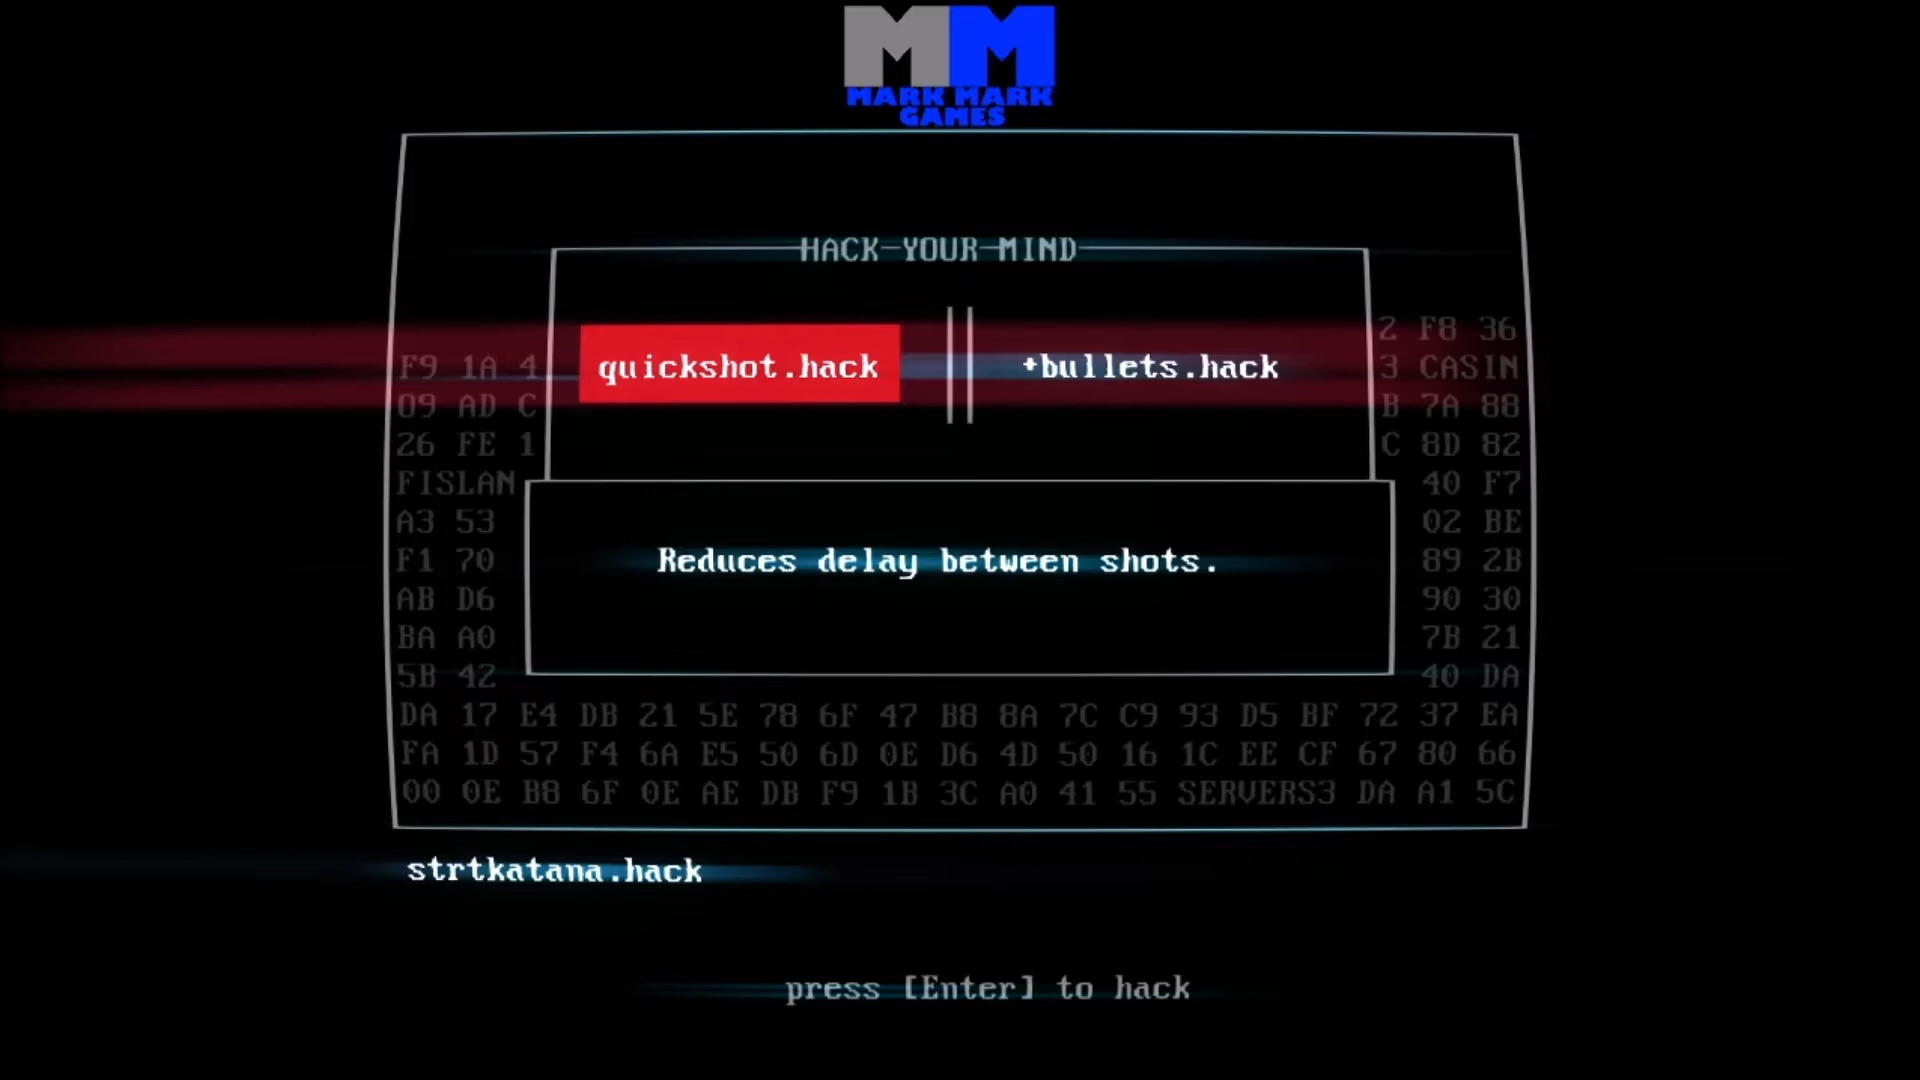 MM
MARK MARK
GAMES
HACK YOUR MIND
quickshot.hack
+bullets.hack
2 F8 36
F9 1A 4
3 CASIN
09 AD C
B 7A 88
26 FE 1
C 8D 82
FISLAN
40 F7
A3 53
02 BE
F1 70
Reduces delay between shots.
89 2B
AB D6
90 30
BA A0
7B 21
5B 42
40 DA
DA 17 E4 DB 21 5E 78 6F 47 B8 8A 7C C9 93 D5 BF 72 37 EA
FA 1D 57 F4 6A E5 50 6D 0E D6 4D 50 16 1C EE CF 67 80 66
00 0E B8 6F 0E AE DB F9 1B 3C A0 41 55 SERVERS3 DA A1 5C
strtkatana.hack
press [Enter] to hack